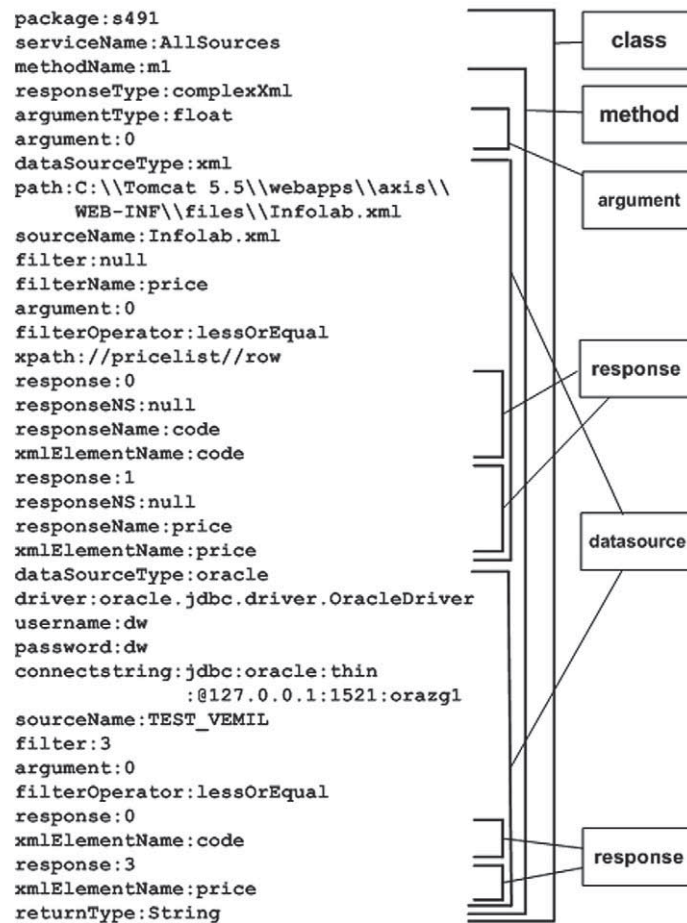 package:s491
serviceName:AllSources
methodName:m1
responseType:complexXml
argumentType:float
argument:0
dataSourceType:xml
path:C:\\Tomcat 5.5\\webapps\\axis\\
WEB-INF\\files\\Infolab.xml
sourceName:Infolab.xml
filter:null
filterName:price
argument:0
filterOperator:lessOrEqual
xpath://pricelist//row
response:0
responseNS:null
responseName:code
xmlElementName:code
response:1
responseNS:null
responseName:price
xmlElementName:price
dataSourceType:oracle
driver:oracle.jdbc.driver.OracleDriver
username:dw
password:dw
connectstring:jdbc:oracle:thin
:@127.0.0.1:1521:orazg1
sourceName:TEST_VEMIL
filter:3
argument:0
filterOperator:lessOrEqual
response:0
xmlElementName:code
response:3
xmlElementName:price
returnType:String
class
method
argument
response
datasource
response